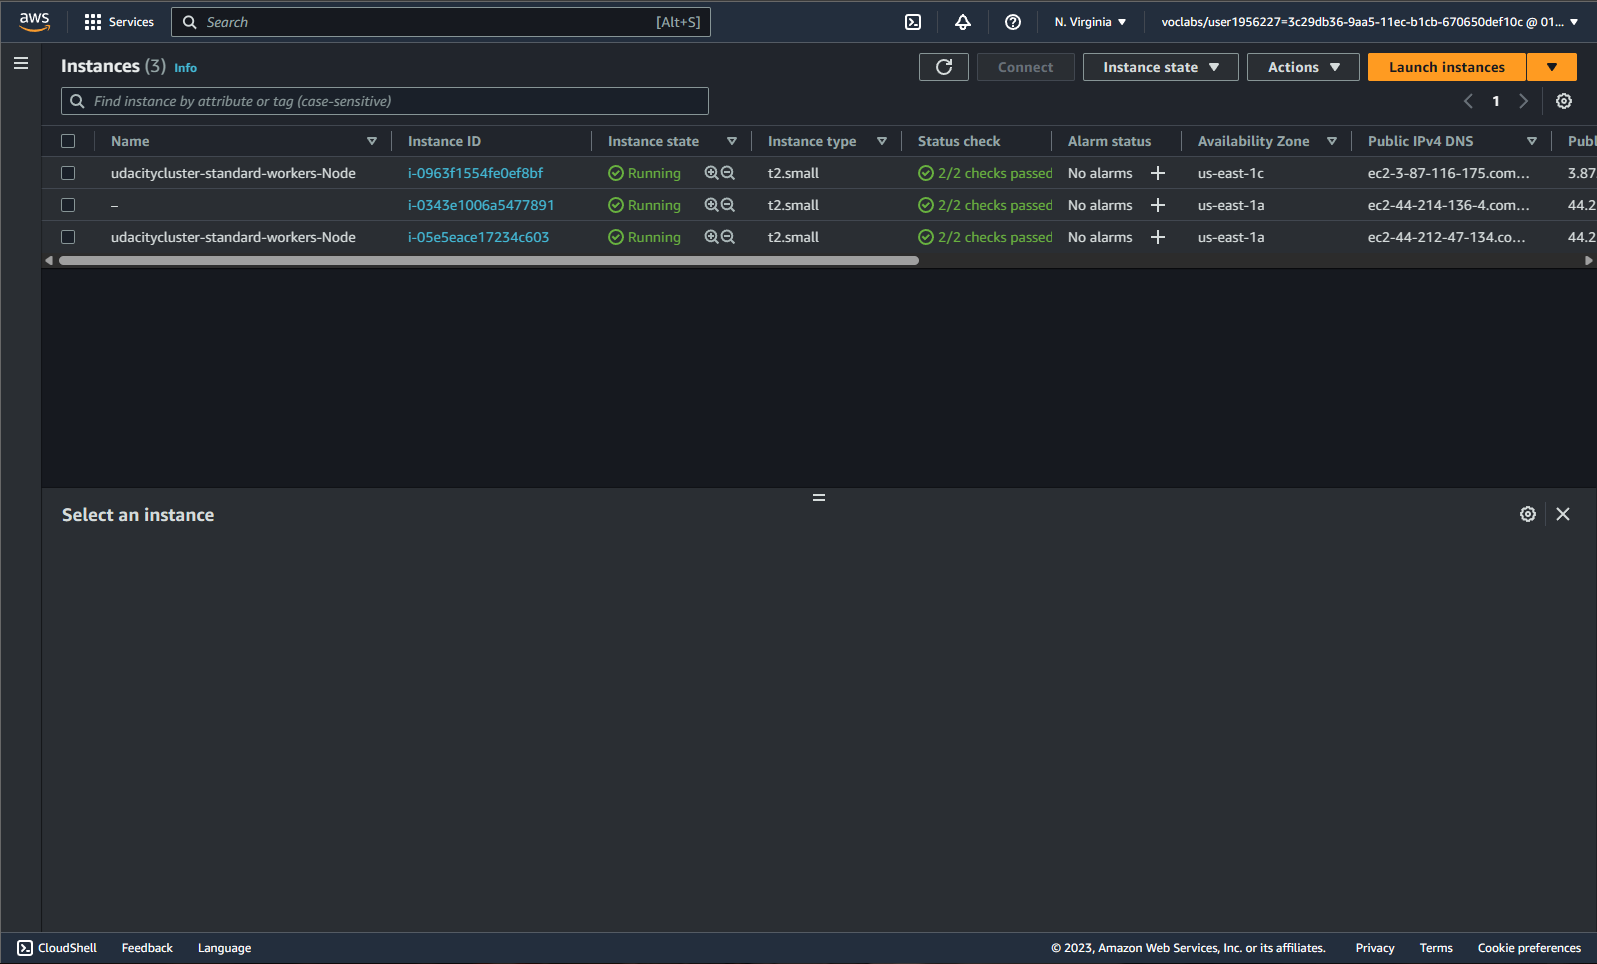 aws Services Search [Alt+S] N. Virginia voclabs/user1956227=3c29db36-9aa5-11ec-b1cb-670650def10c @ 01...
Instances (3) Info Connect Instance state Actions Launch instances
Find instance by attribute or tag (case-sensitive) 1
Name Instance ID Instance state Instance type Status check Alarm status Availability Zone Public IPv4 DNS Publ
udacitycluster-standard-workers-Node i-0963f1554fe0ef8bf Running t2.small 2/2 checks passed No alarms us-east-1c ec2-3-87-116-175.com... 3.87
– i-0343e1006a5477891 Running t2.small 2/2 checks passed No alarms us-east-1a ec2-44-214-136-4.com... 44.2
udacitycluster-standard-workers-Node i-05e5eace17234c603 Running t2.small 2/2 checks passed No alarms us-east-1a ec2-44-212-47-134.co... 44.2
Select an instance
CloudShell Feedback Language © 2023, Amazon Web Services, Inc. or its affiliates. Privacy Terms Cookie preferences